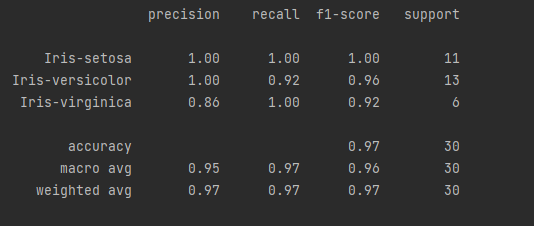 precision recall f1-score support
Iris-setosa 1.00 1.00 1.00 11
Iris-versicolor 1.00 0.92 0.96 13
Iris-virginica 0.86 1.00 0.92 6
accuracy 0.97 30
macro avg 0.95 0.97 0.96 30
weighted avg 0.97 0.97 0.97 30